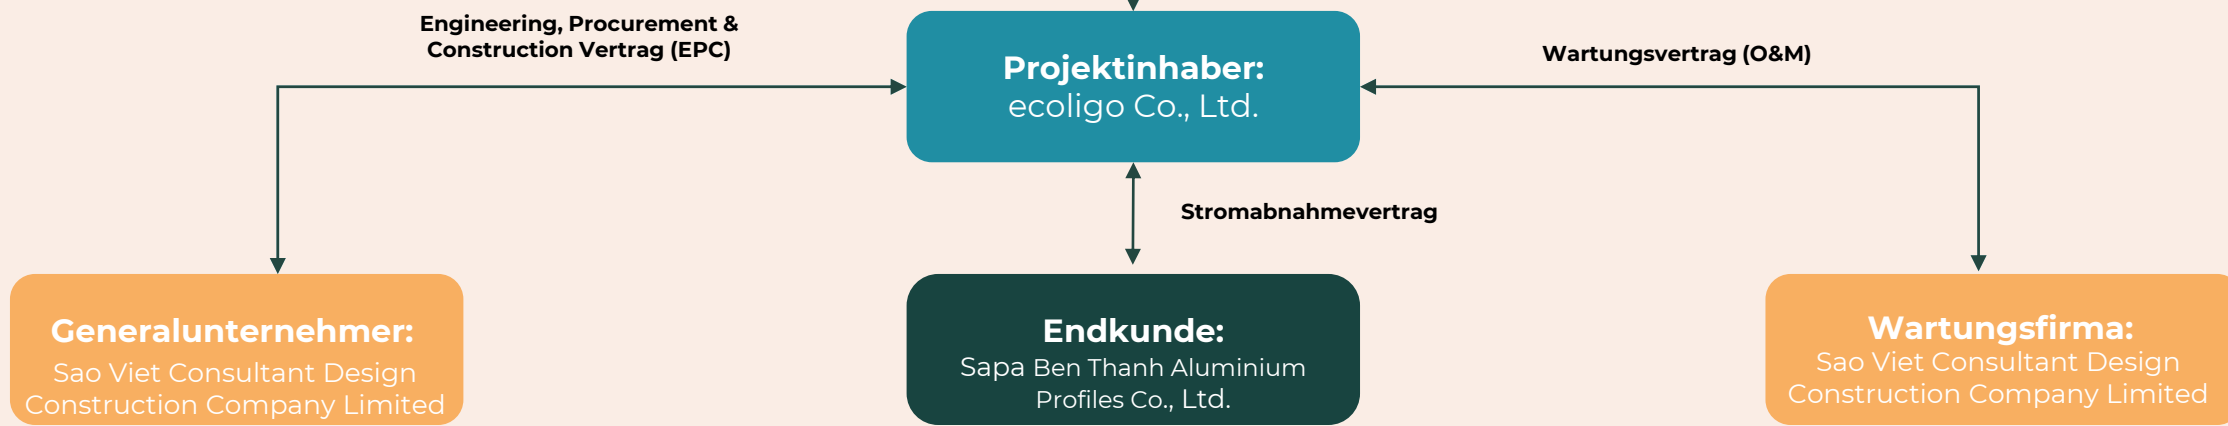 Engineering, Procurement &
Construction Vertrag (EPC)
Projektinhaber:
ecoligo Co., Ltd.
Wartungsvertrag (O&M)
Stromabnahmevertrag
Generalunternehmer:
Sao Viet Consultant Design
Construction Company Limited
Endkunde:
Sapa Ben Thanh Aluminium
Profiles Co., Ltd.
Wartungsfirma:
Sao Viet Consultant Design
Construction Company Limited